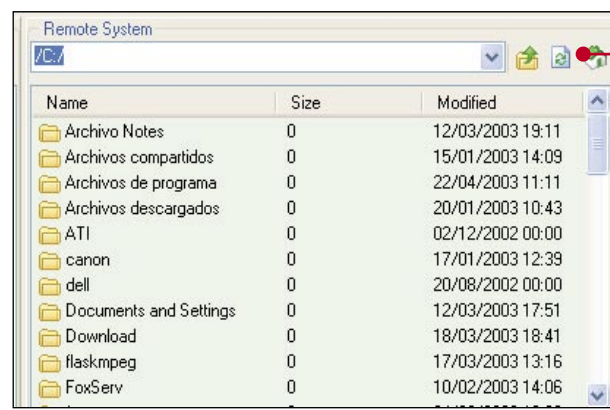 Remote System
/C:/
Name Size Modified
Archivo Notes 0 12/03/2003 19:11
Archivos compartidos 0 15/01/2003 14:09
Archivos de programa 0 22/04/2003 11:11
Archivos descargados 0 20/01/2003 10:43
ATI 0 02/12/2002 00:00
canon 0 17/01/2003 12:39
dell 0 20/08/2002 00:00
Documents and Settings 0 12/03/2003 17:51
Download 0 18/03/2003 18:41
flaskmpeg 0 17/03/2003 13:16
FoxServ 0 10/02/2003 14:06